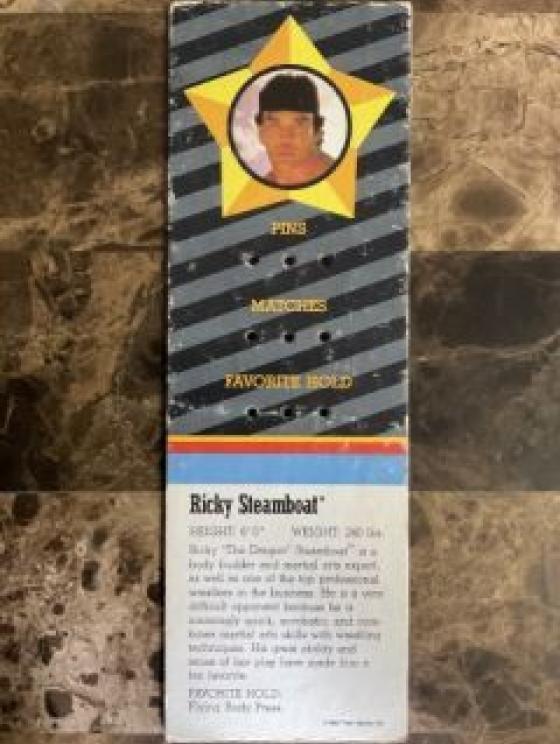 PINS
MATCHES
FAVORITE HOLD
Ricky Steamboat™
HEIGHT: 6'0" WEIGHT: 240 lbs.
Ricky "The Dragon" Steamboat™ is a
body builder and martial arts expert,
as well as one of the top professional
wrestlers in the business. He is a very
difficult opponent because he is
extremely quick, acrobatic, and com-
bines martial arts skills with wrestling
techniques. His great ability and
sense of fair play have made him a
fan favorite.
FAVORITE HOLD:
Flying Body Press